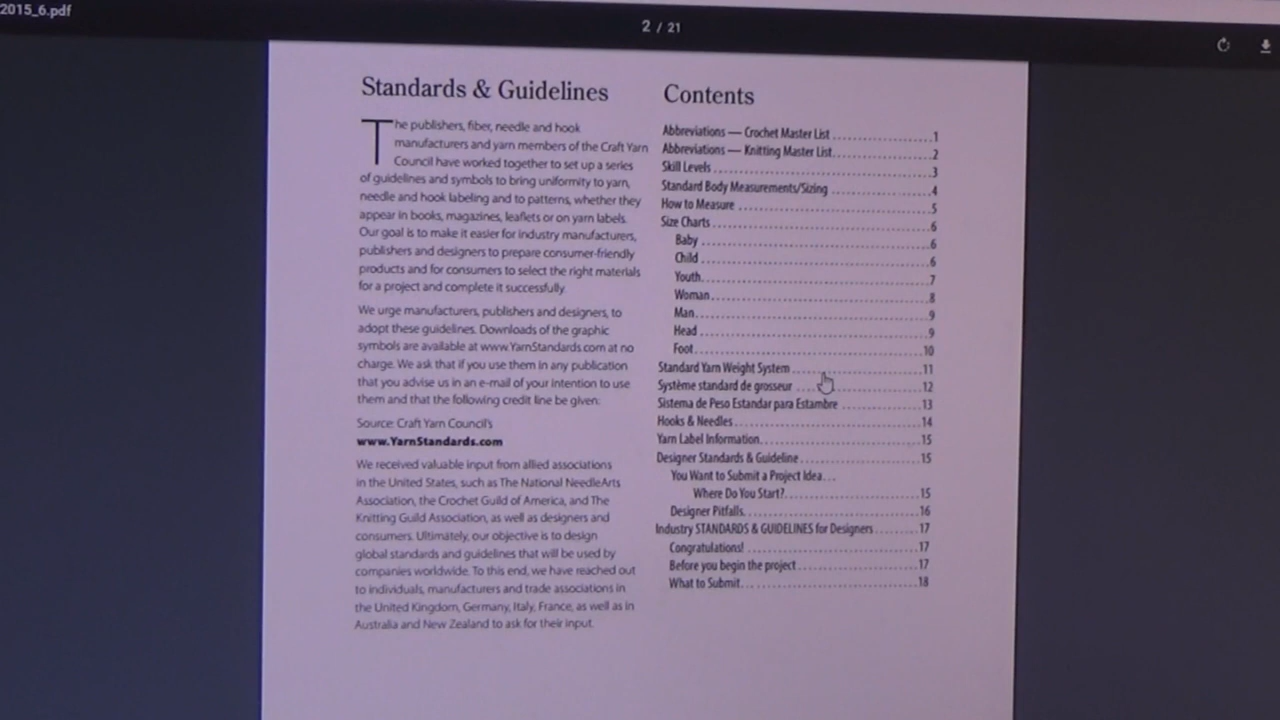 2015_6.pdf
2 / 21
Standards & Guidelines
The publishers, fiber, needle and hook
manufacturers and yarn members of the Craft Yarn
Council have worked together to set up a series
of guidelines and symbols to bring uniformity to yarn,
needle and hook labeling and to patterns, whether they
appear in books, magazines, leaflets or on yarn labels.
Our goal is to make it easier for industry manufacturers,
publishers and designers to prepare consumer-friendly
products and for consumers to select the right materials
for a project and complete it successfully.
We urge manufacturers, publishers and designers, to
adopt these guidelines. Downloads of the graphic
symbols are available at www.YarnStandards.com at no
charge. We ask that if you use them in any publication
that you advise us in an e-mail of your intention to use
them and that the following credit line be given:
Source: Craft Yarn Council's
www.YarnStandards.com
We received valuable input from allied associations
in the United States, such as The National NeedleArts
Association, the Crochet Guild of America, and The
Knitting Guild Association, as well as designers and
consumers. Ultimately, our objective is to design
global standards and guidelines that will be used by
companies worldwide. To this end, we have reached out
to individuals, manufacturers and trade associations in
the United Kingdom, Germany, Italy, France, as well as in
Australia and New Zealand to ask for their input.
Contents
Abbreviations — Crochet Master List ........................1
Abbreviations — Knitting Master List........................2
Skill Levels ........................3
Standard Body Measurements/Sizing ........................4
How to Measure ........................5
Size Charts ........................6
Baby ........................6
Child ........................6
Youth........................7
Woman........................8
Man........................9
Head ........................9
Foot........................10
Standard Yarn Weight System ........................11
Système standard de grosseur ........................12
Sistema de Peso Estandar para Estambre ........................13
Hooks & Needles........................14
Yarn Label Information........................15
Designer Standards & Guideline........................15
You Want to Submit a Project Idea...
Where Do You Start?........................15
Designer Pitfalls........................16
Industry STANDARDS & GUIDELINES for Designers........................17
Congratulations! ........................17
Before you begin the project........................17
What to Submit........................18